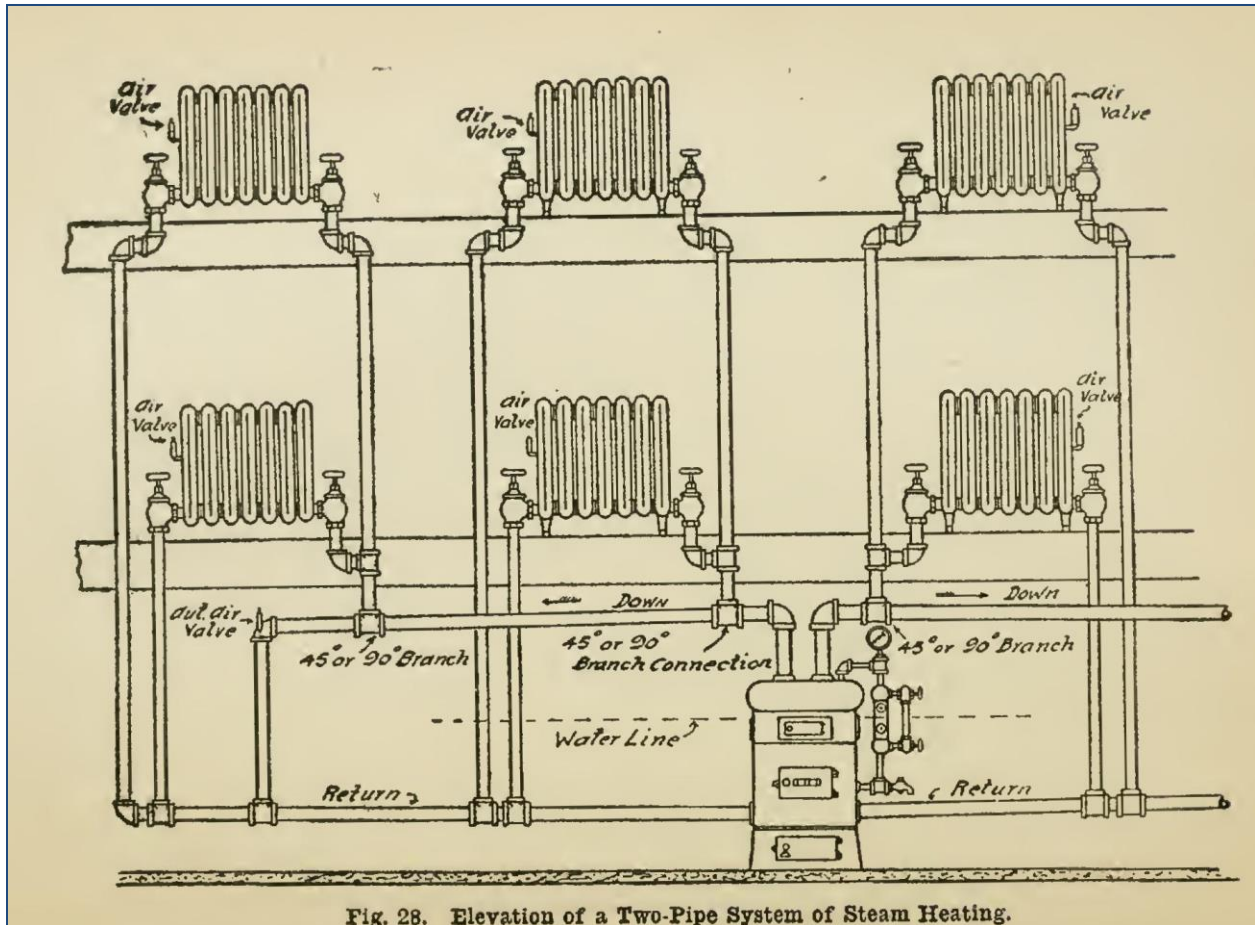 air
Valve
air
Valve
air
Valve
air
Valve
air
Valve
air
Valve
aut. air
Valve
Down
Down
45° or 90° Branch
45° or 90°
Branch Connection
45° or 90° Branch
Water Line
Return
Return
Fig. 28. Elevation of a Two-Pipe System of Steam Heating.